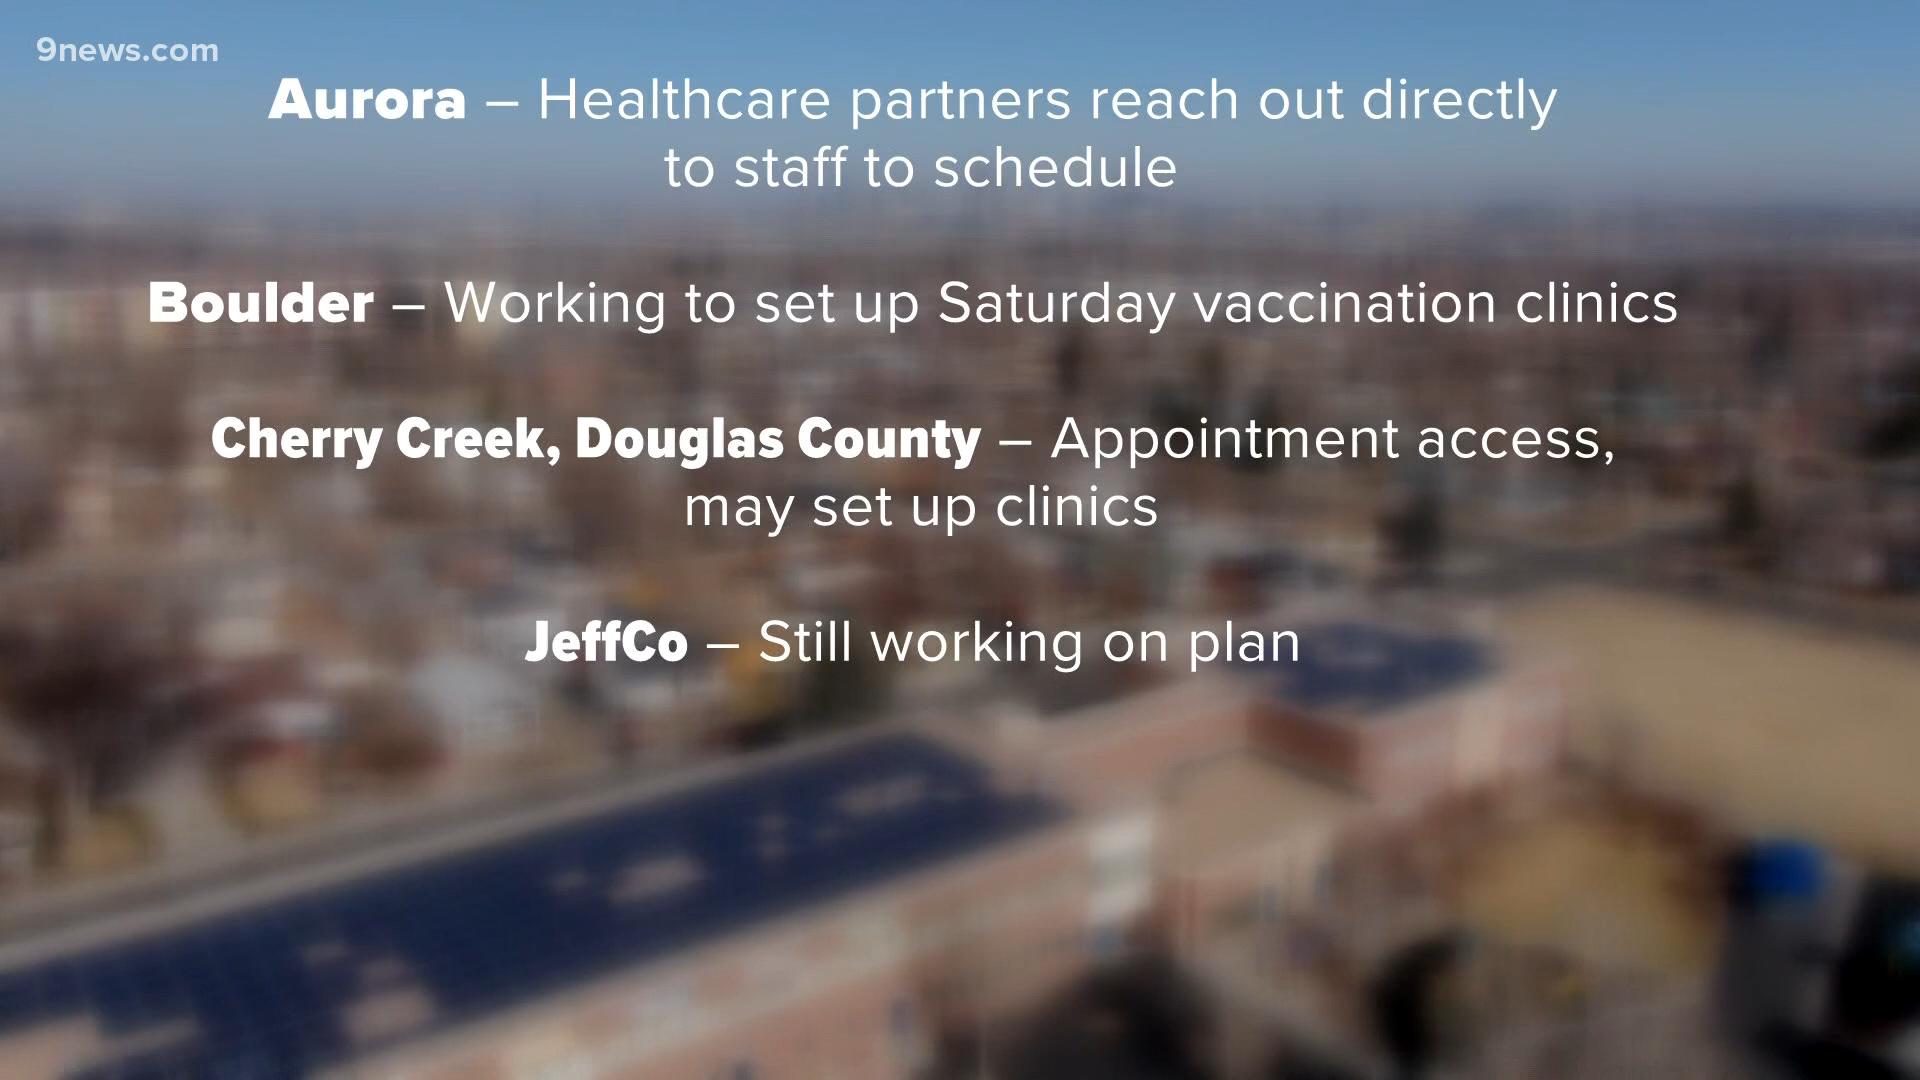 9news.com
Aurora – Healthcare partners reach out directly
to staff to schedule
Boulder – Working to set up Saturday vaccination clinics
Cherry Creek, Douglas County – Appointment access,
may set up clinics
JeffCo – Still working on plan